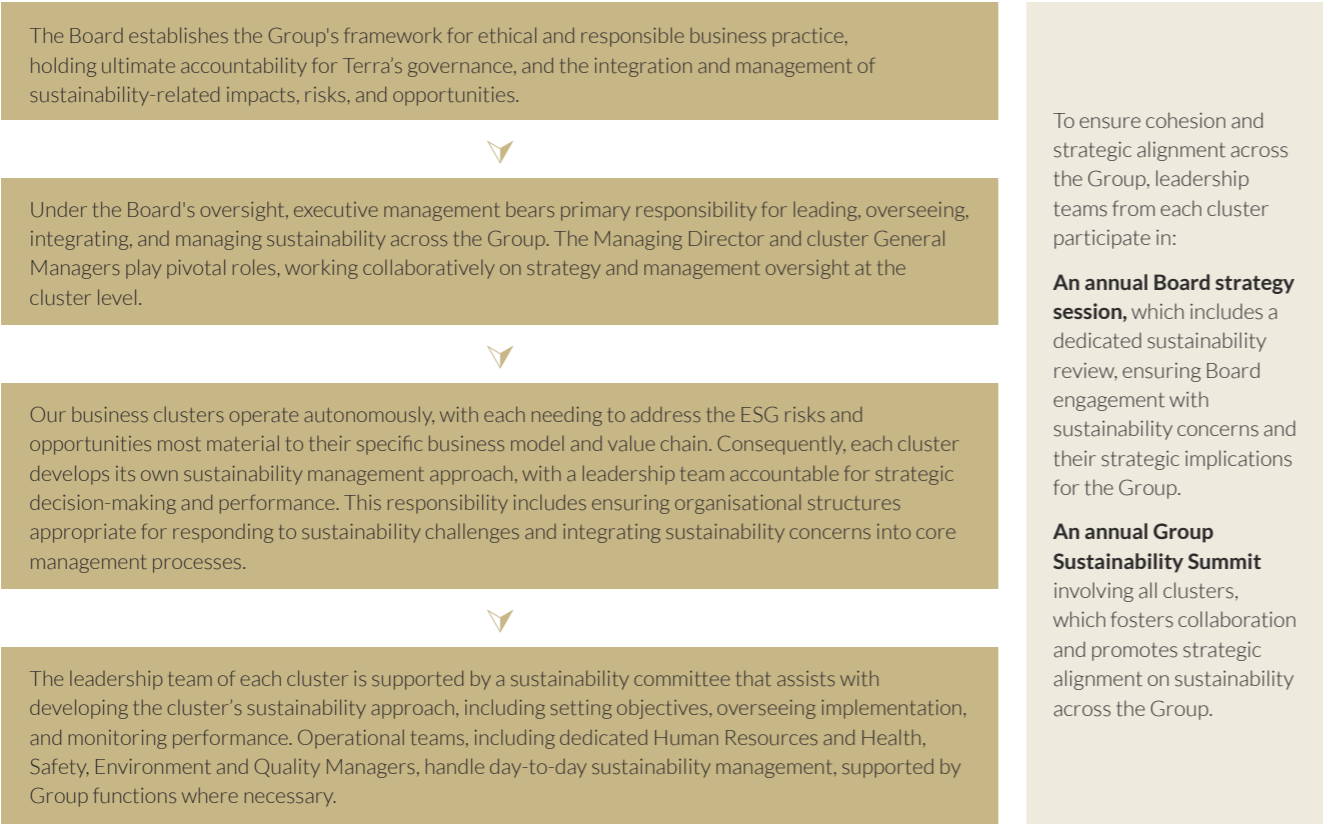 The Board establishes the Group's framework for ethical and responsible business practice,
holding ultimate accountability for Terra’s governance, and the integration and management of
sustainability-related impacts, risks, and opportunities.
Under the Board's oversight, executive management bears primary responsibility for leading, overseeing,
integrating, and managing sustainability across the Group. The Managing Director and cluster General
Managers play pivotal roles, working collaboratively on strategy and management oversight at the
cluster level.
Our business clusters operate autonomously, with each needing to address the ESG risks and
opportunities most material to their specific business model and value chain. Consequently, each cluster
develops its own sustainability management approach, with a leadership team accountable for strategic
decision-making and performance. This responsibility includes ensuring organisational structures
appropriate for responding to sustainability challenges and integrating sustainability concerns into core
management processes.
The leadership team of each cluster is supported by a sustainability committee that assists with
developing the cluster’s sustainability approach, including setting objectives, overseeing implementation,
and monitoring performance. Operational teams, including dedicated Human Resources and Health,
Safety, Environment and Quality Managers, handle day-to-day sustainability management, supported by
Group functions where necessary.
To ensure cohesion and
strategic alignment across
the Group, leadership
teams from each cluster
participate in:
An annual Board strategy
session, which includes a
dedicated sustainability
review, ensuring Board
engagement with
sustainability concerns and
their strategic implications
for the Group.
An annual Group
Sustainability Summit
involving all clusters,
which fosters collaboration
and promotes strategic
alignment on sustainability
across the Group.